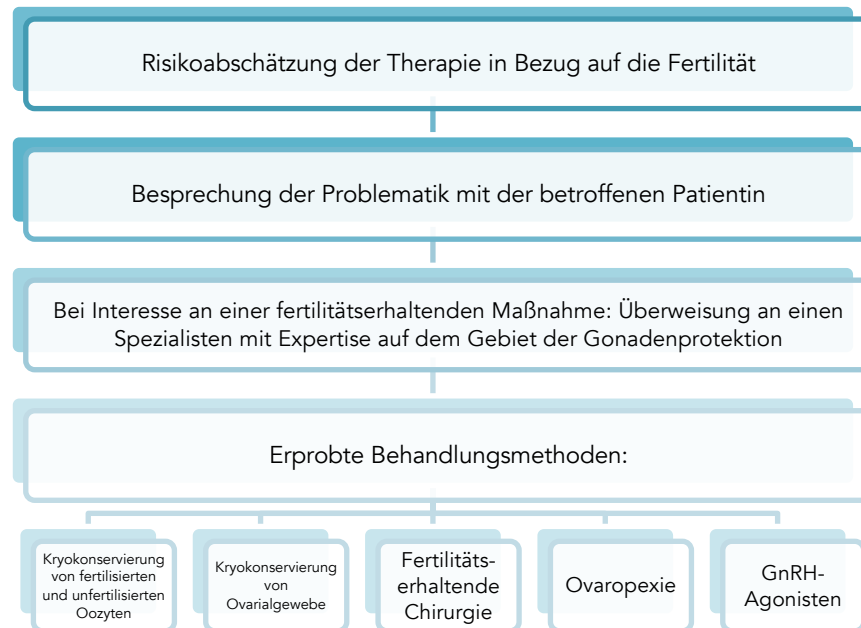 Risikoabschätzung der Therapie in Bezug auf die Fertilität
Besprechung der Problematik mit der betroffenen Patientin
Bei Interesse an einer fertilitätserhaltenden Maßnahme: Überweisung an einen
Spezialisten mit Expertise auf dem Gebiet der Gonadenprotektion
Erprobte Behandlungsmethoden:
Kryokonservierung
von fertilisierten
und unfertilisierten
Oozyten
Kryokonservierung
von
Ovarialgewebe
Fertilitäts-
erhaltende
Chirurgie
Ovaropexie
GnRH-
Agonisten